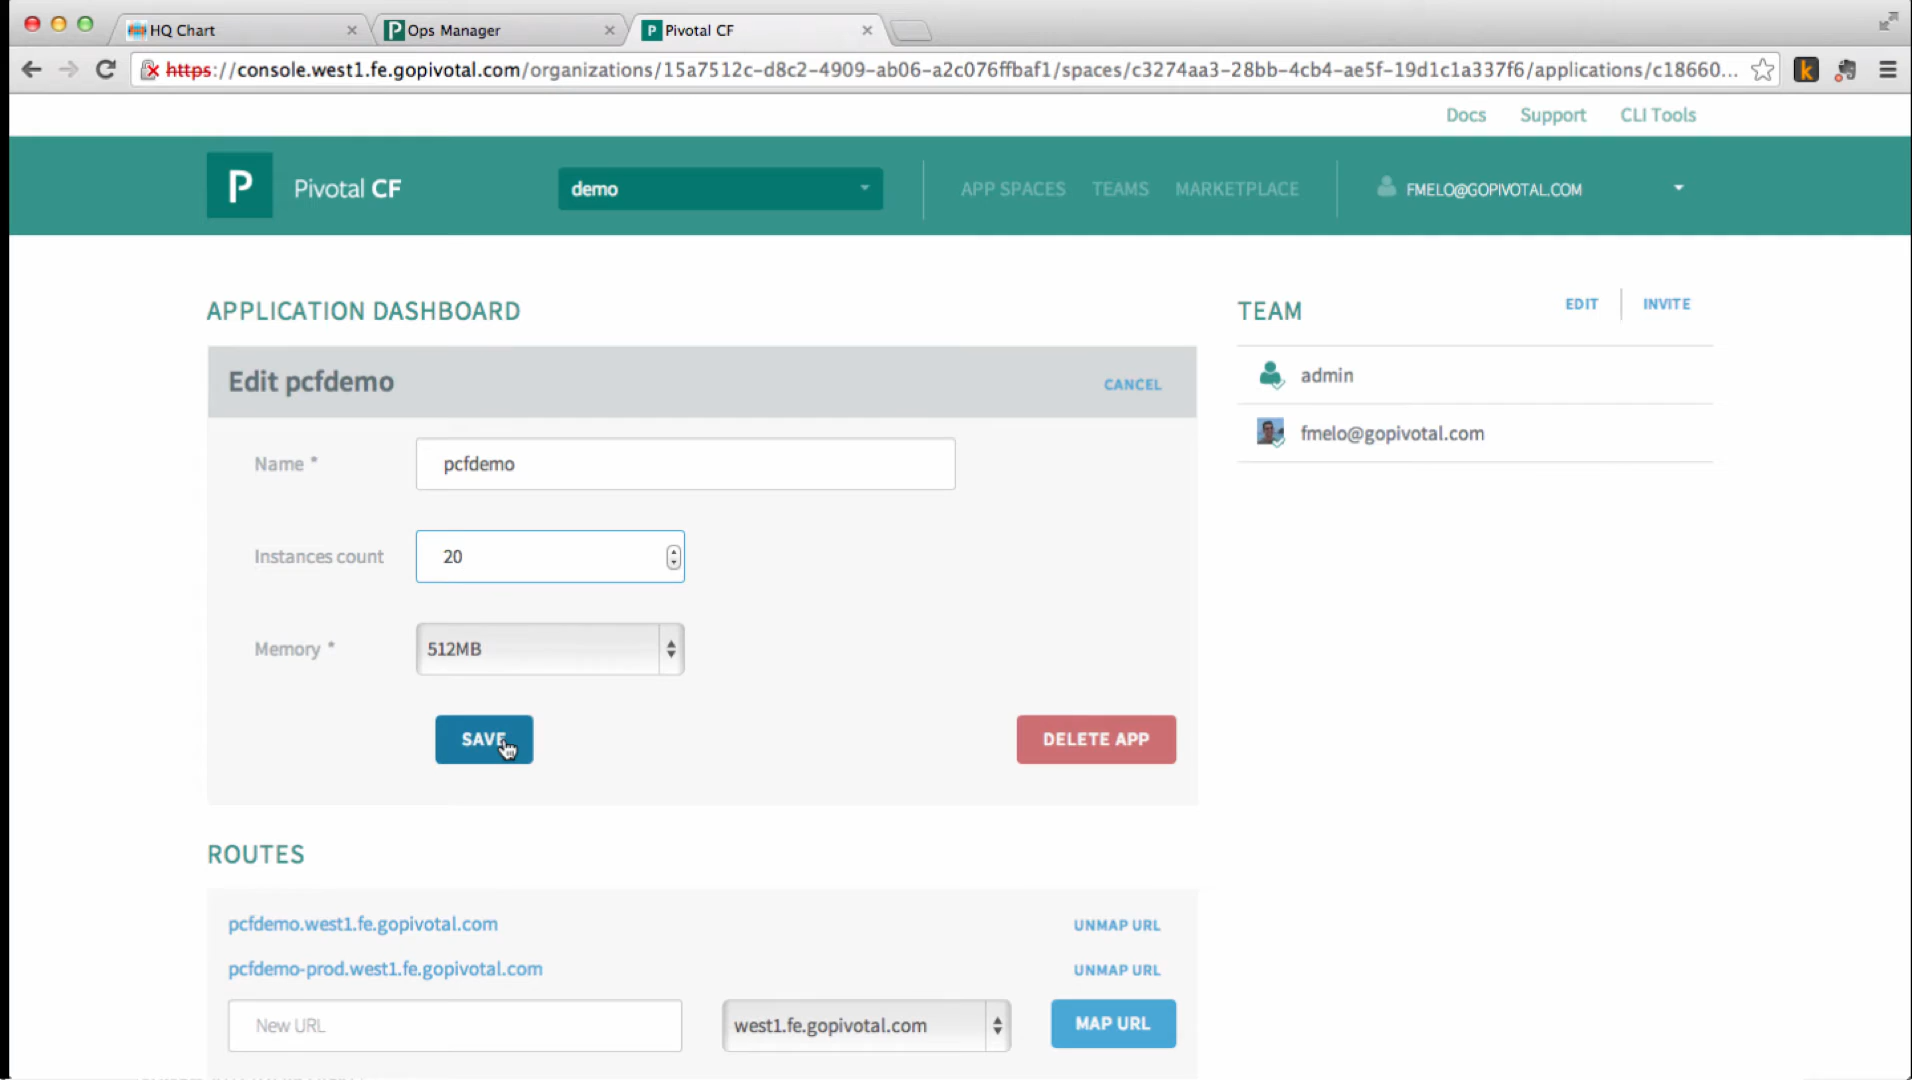 HQ Chart
Ops Manager
Pivotal CF
https://console.west1.fe.gopivotal.com/organizations/15a7512c-d8c2-4909-ab06-a2c076ffbaf1/spaces/c3274aa3-28bb-4cb4-ae5f-19d1c1a337f6/applications/c18660...
Docs Support CLI Tools
P Pivotal CF
demo
APP SPACES TEAMS MARKETPLACE
FMELO@GOPIVOTAL.COM
APPLICATION DASHBOARD
Edit pcfdemo
CANCEL
Name * pcfdemo
Instances count 20
Memory * 512MB
SAVE
DELETE APP
TEAM
EDIT INVITE
admin
fmelo@gopivotal.com
ROUTES
pcfdemo.west1.fe.gopivotal.com UNMAP URL
pcfdemo-prod.west1.fe.gopivotal.com UNMAP URL
New URL west1.fe.gopivotal.com MAP URL